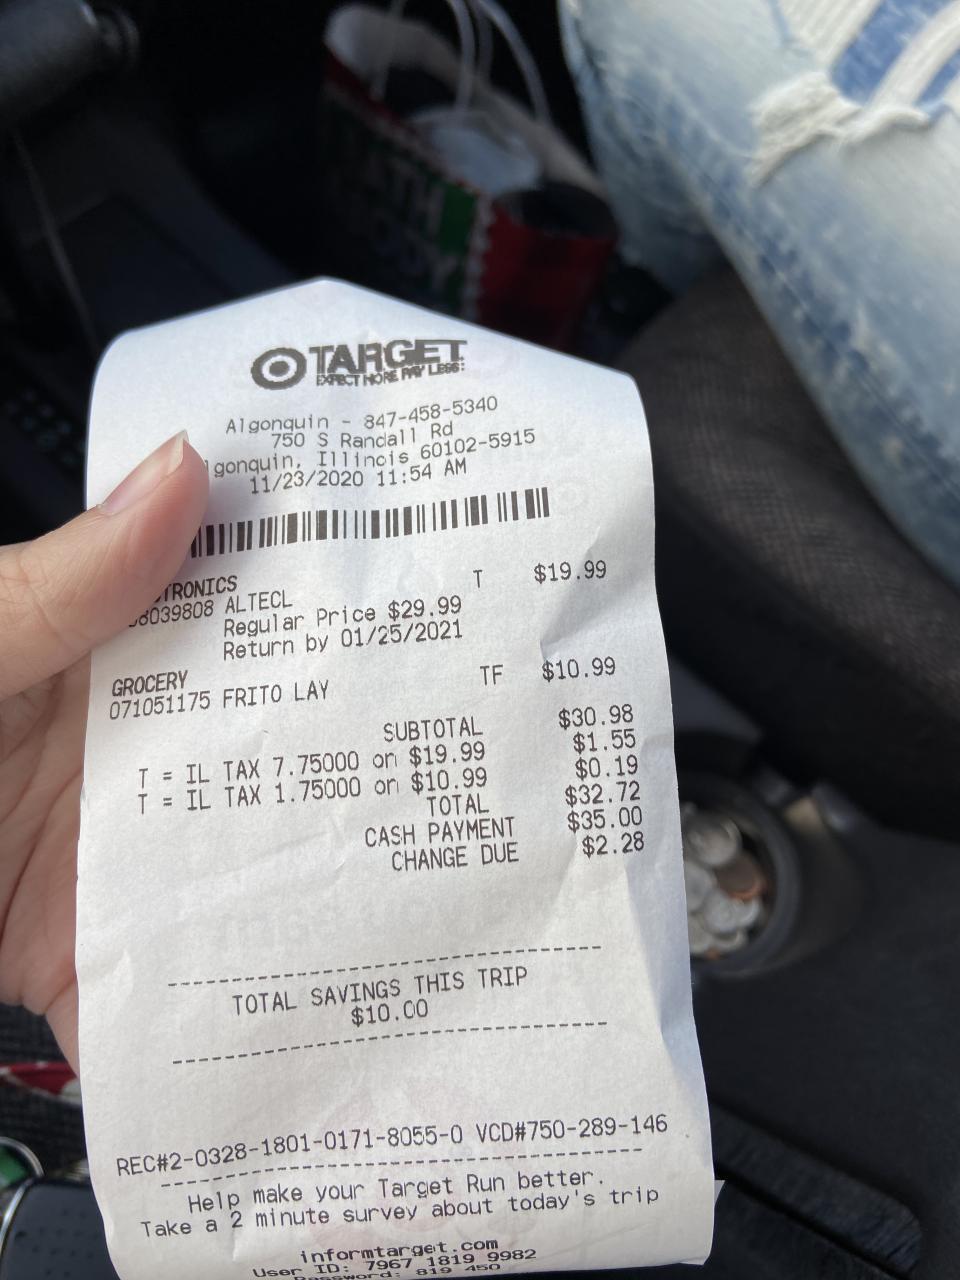 TARGET
EXPECT MORE PAY LESS.
Algonquin - 847-458-5340
750 S Randall Rd
lgonquin, Illinois 60102-5915
11/23/2020 11:54 AM
TRONICS
8039808 ALTECL T $19.99
Regular Price $29.99
Return by 01/25/2021
GROCERY
071051175 FRITO LAY TF $10.99
SUBTOTAL $30.98
T = IL TAX 7.75000 on $19.99 $1.55
T = IL TAX 1.75000 on $10.99 $0.19
TOTAL $32.72
CASH PAYMENT $35.00
CHANGE DUE $2.28
TOTAL SAVINGS THIS TRIP
$10.00
REC#2-0328-1801-0171-8055-0 VCD#750-289-146
Help make your Target Run better.
Take a 2 minute survey about today's trip
informtarget.com
User ID: 7967 1819 9982
Password: 819 450